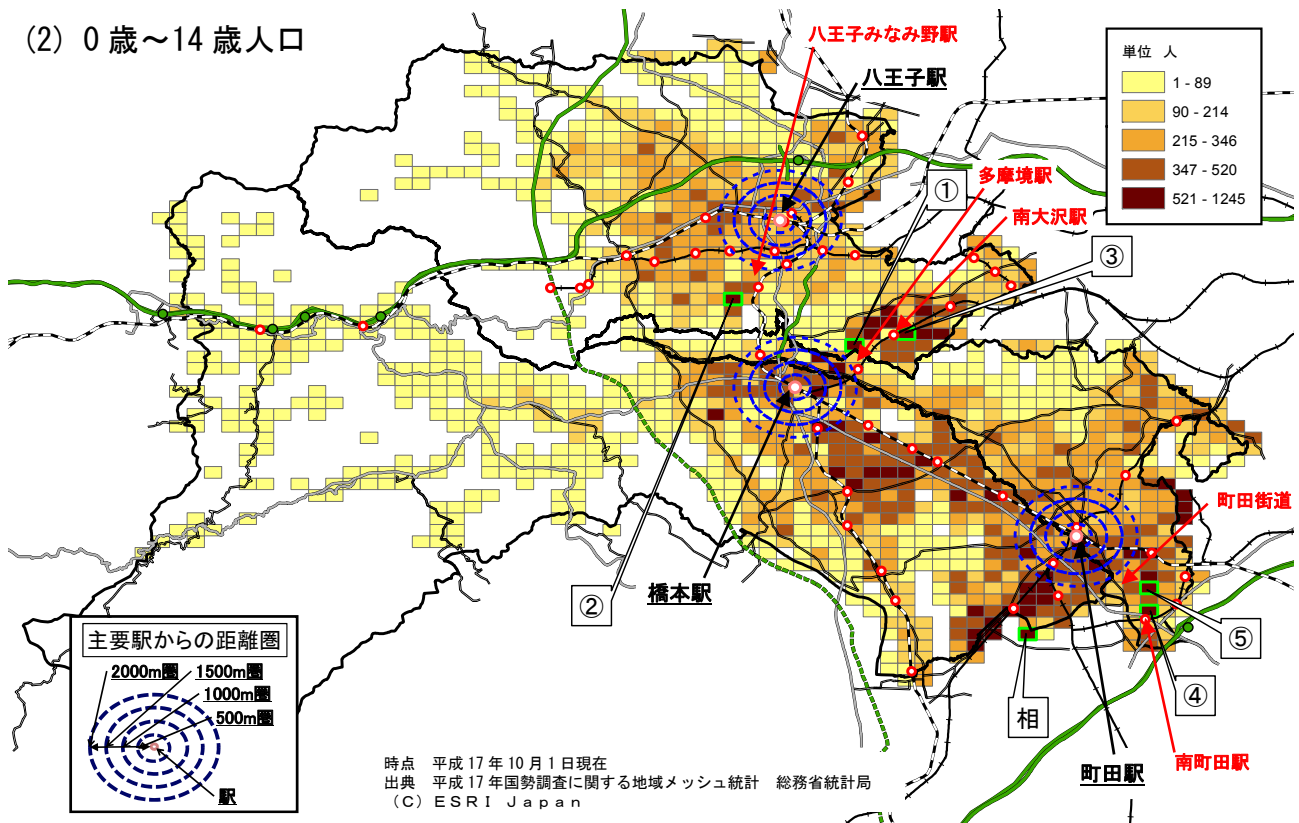 (2) 0歳~14歳人口
八王子みなみ野駅
八王子駅
単位 人
1 - 89
90 - 214
215 - 346
347 - 520
521 - 1245
①
多摩境駅
南大沢駅
③
町田街道
②
橋本駅
⑤
④
相
町田駅
南町田駅
主要駅からの距離圏
2000m圏
1500m圏
1000m圏
500m圏
駅
時点 平成17年10月1日現在
出典 平成17年国勢調査に関する地域メッシュ統計 総務省統計局
(C) ESRI Japan